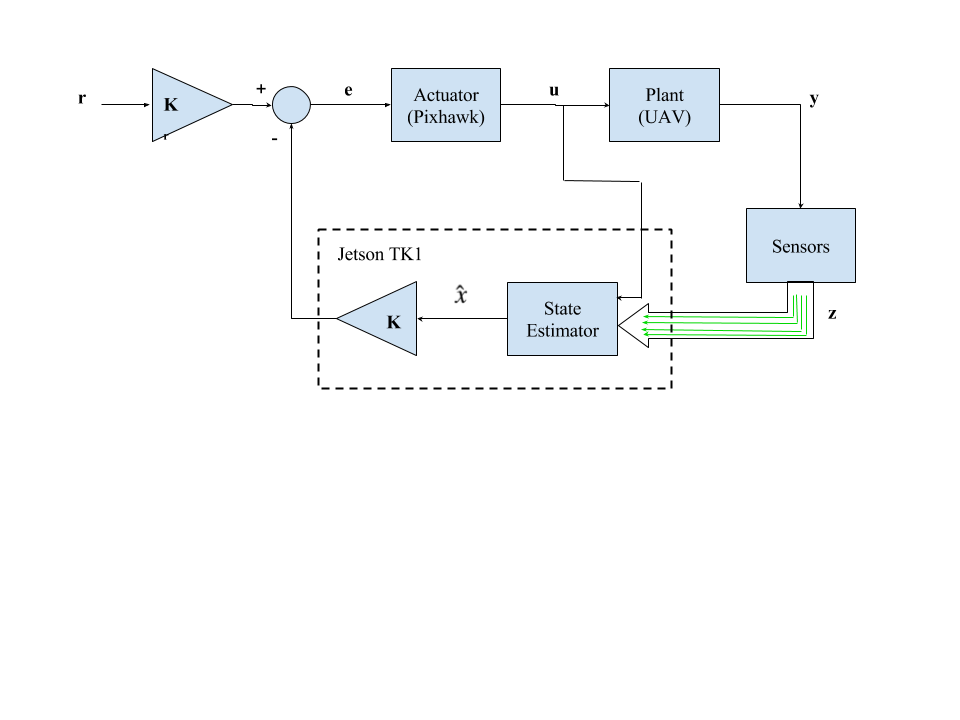 r
K
r
+
-
e
Actuator
(Pixhawk)
u
Plant
(UAV)
y
Sensors
z
Jetson TK1
K
x̂
State
Estimator